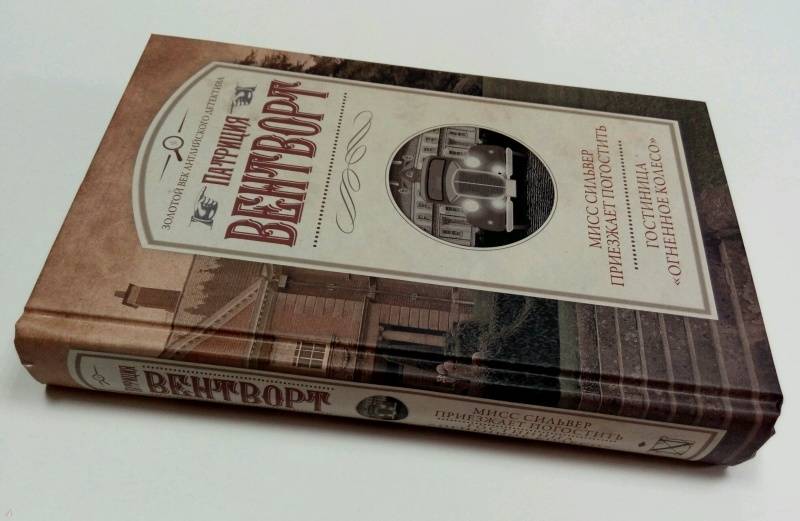 ЗОЛОТОЙ ВЕК АНГЛИЙСКОГО ДЕТЕКТИВА
ПАТРИЦИЯ
ВЕНТВОРТ
МИСС СИЛЬВЕР
ПРИЕЗЖАЕТ ПОГОСТИТЬ
ГОСТИНИЦА
«ОГНЕННОЕ КОЛЕСО»
ПАТРИЦИЯ
ВЕНТВОРТ
МИСС СИЛЬВЕР
ПРИЕЗЖАЕТ ПОГОСТИТЬ
ГОСТИНИЦА